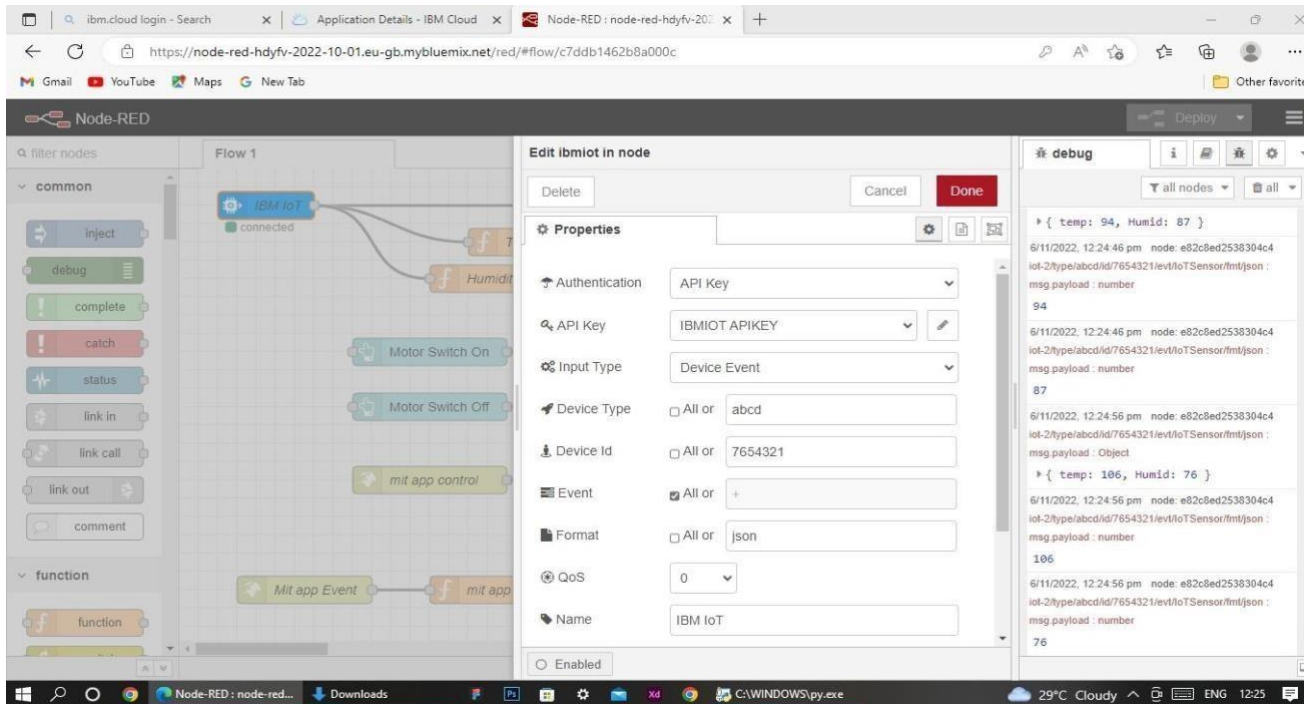 ibm.cloud login - Search
Application Details - IBM Cloud
Node-RED : node-red-hdyfv-202
https://node-red-hdyfv-2022-10-01.eu-gb.mybluemix.net/red/#flow/c7ddb1462b8a000c
Gmail YouTube Maps New Tab
Other favorite
Node-RED
Deploy
filter nodes
common
inject
debug
complete
catch
status
link in
link call
link out
comment
function
function
Flow 1
IBM IoT
connected
T
Humidit
Motor Switch On
Motor Switch Off
mit app control
Mit app Event
mit app
Edit ibmiot in node
Delete Cancel Done
Properties
Authentication API Key
API Key IBMIOT APIKEY
Input Type Device Event
Device Type All or abcd
Device Id All or 7654321
Event All or +
Format All or json
QoS 0
Name IBM IoT
Enabled
debug
all nodes all
{ temp: 94, Humid: 87 }
6/11/2022, 12:24:46 pm node: e82c8ed2538304c4
iot-2/type/abcd/id/7654321/evt/IoTSensor/fmt/json :
msg.payload : number
94
6/11/2022, 12:24:46 pm node: e82c8ed2538304c4
iot-2/type/abcd/id/7654321/evt/IoTSensor/fmt/json :
msg.payload : number
87
6/11/2022, 12:24:56 pm node: e82c8ed2538304c4
iot-2/type/abcd/id/7654321/evt/IoTSensor/fmt/json :
msg.payload : Object
{ temp: 106, Humid: 76 }
6/11/2022, 12:24:56 pm node: e82c8ed2538304c4
iot-2/type/abcd/id/7654321/evt/IoTSensor/fmt/json :
msg.payload : number
106
6/11/2022, 12:24:56 pm node: e82c8ed2538304c4
iot-2/type/abcd/id/7654321/evt/IoTSensor/fmt/json :
msg.payload : number
76
Node-RED : node-red... Downloads Ps Xd C:\WINDOWS\py.exe 29°C Cloudy ENG 12:25